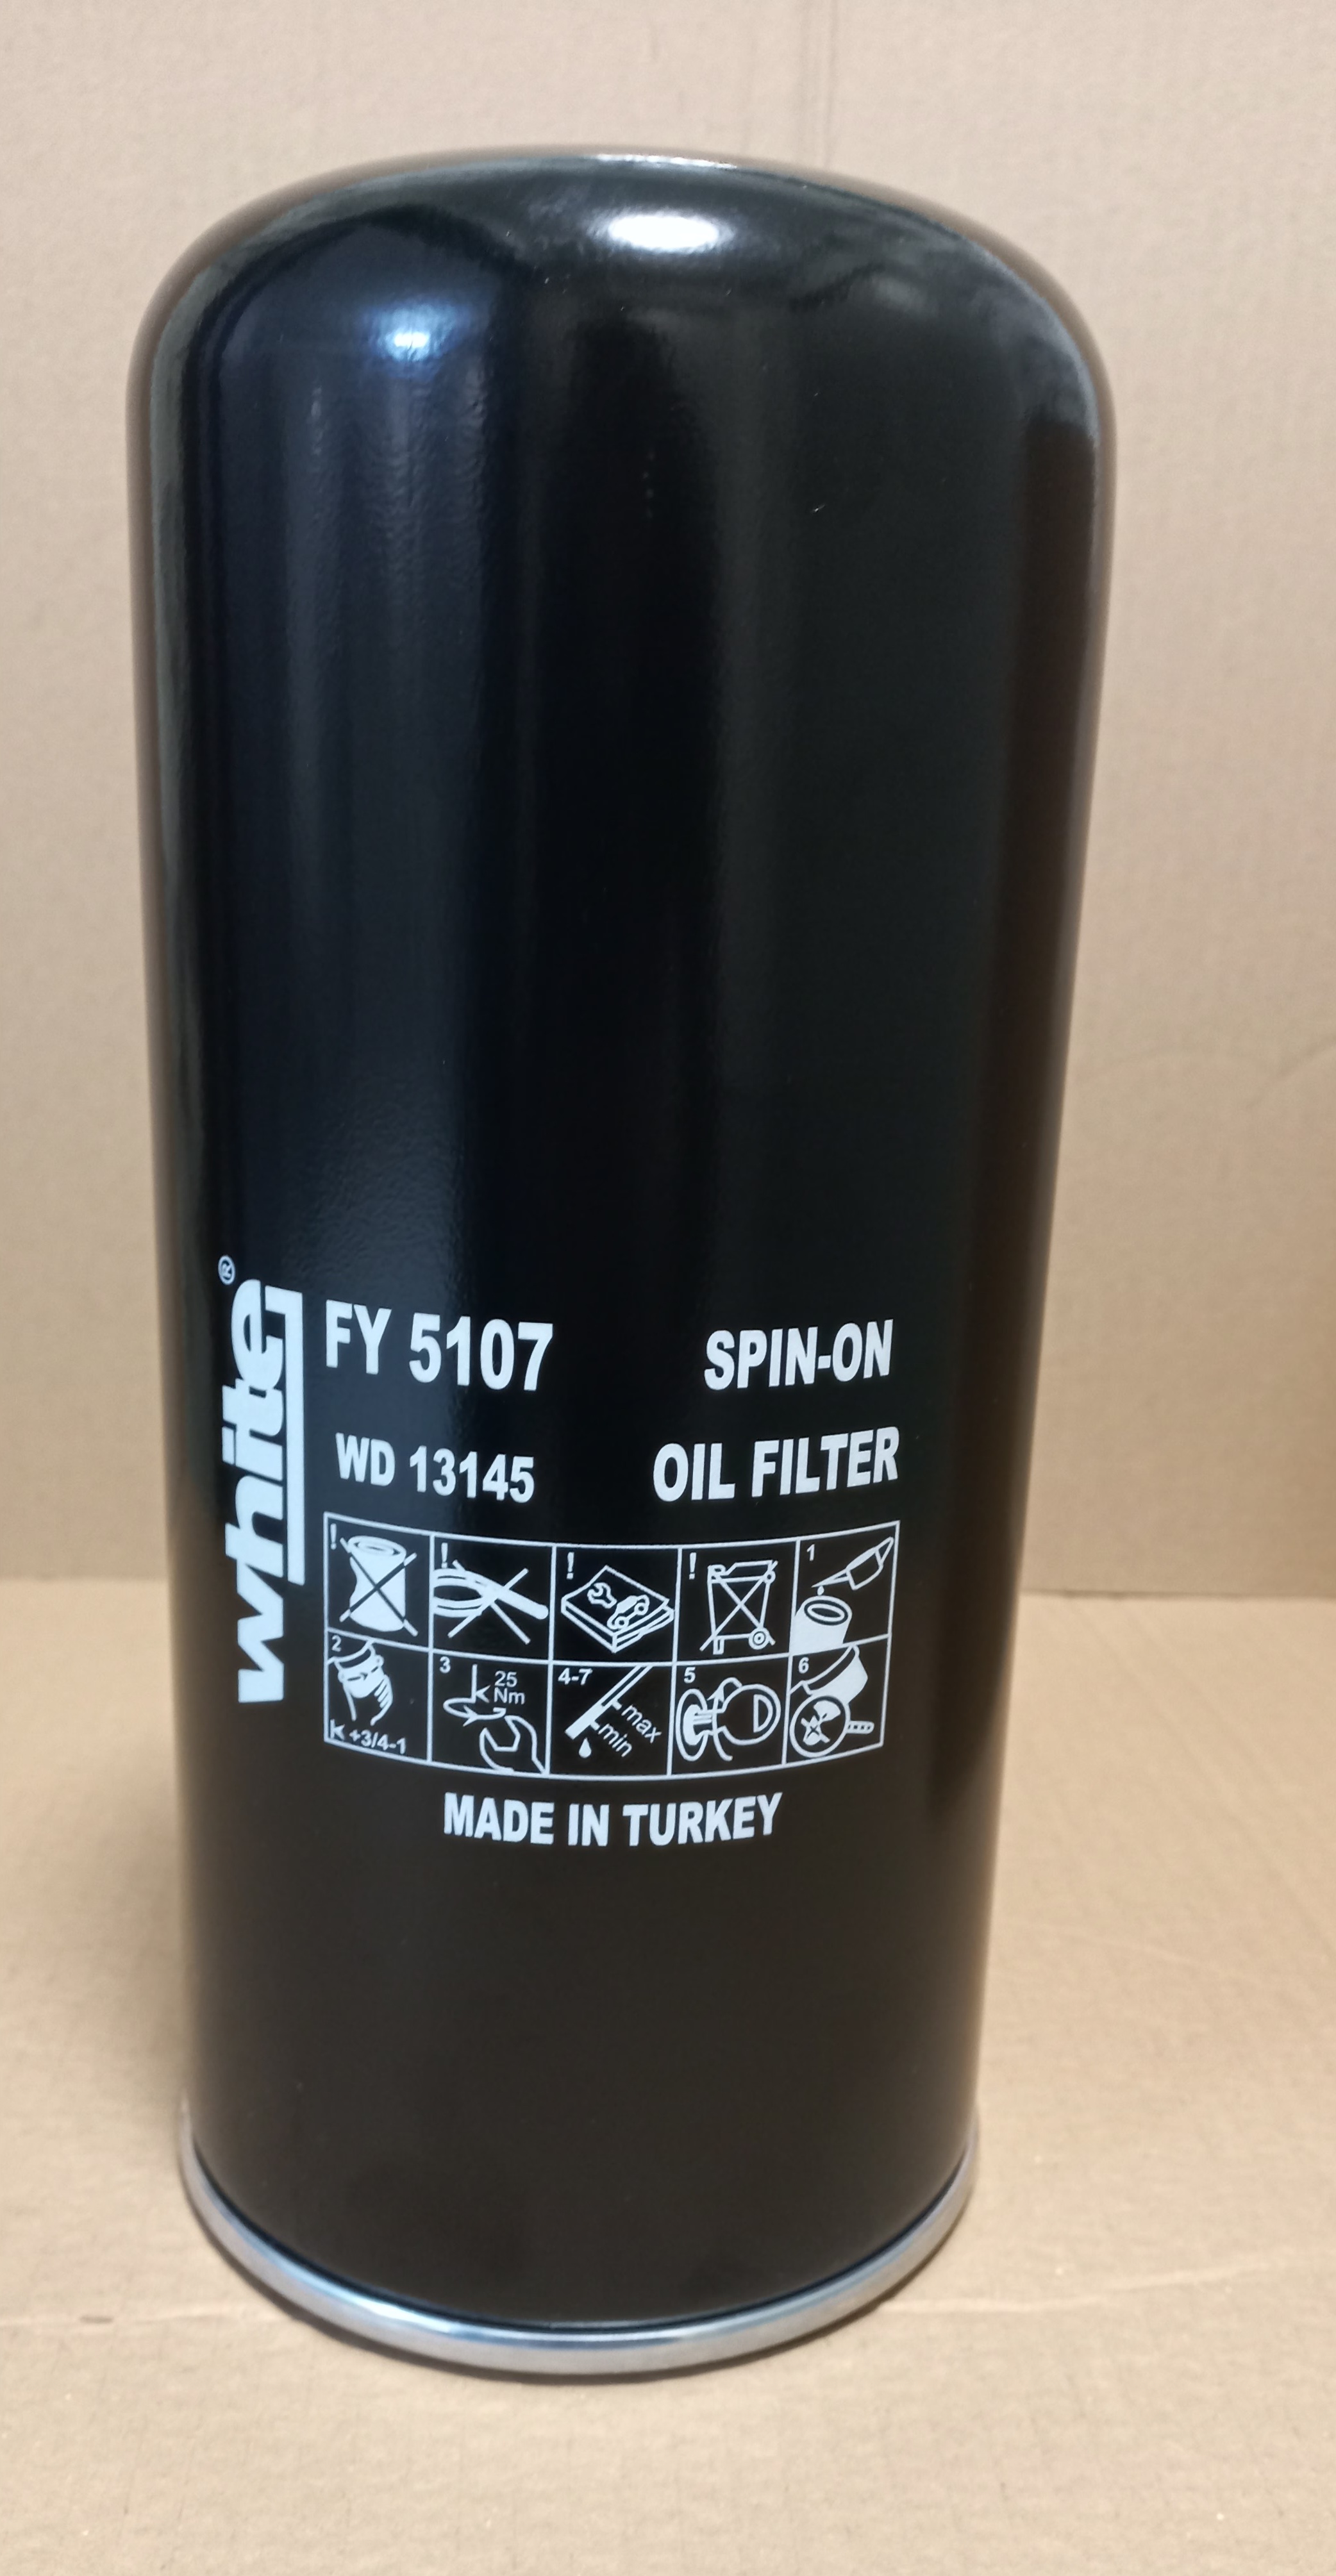 white®
FY 5107 SPIN-ON
WD 13145 OIL FILTER
! ! ! ! 1
2 3 25 Nm 4-7 max min 5 6
+3/4-1
MADE IN TURKEY